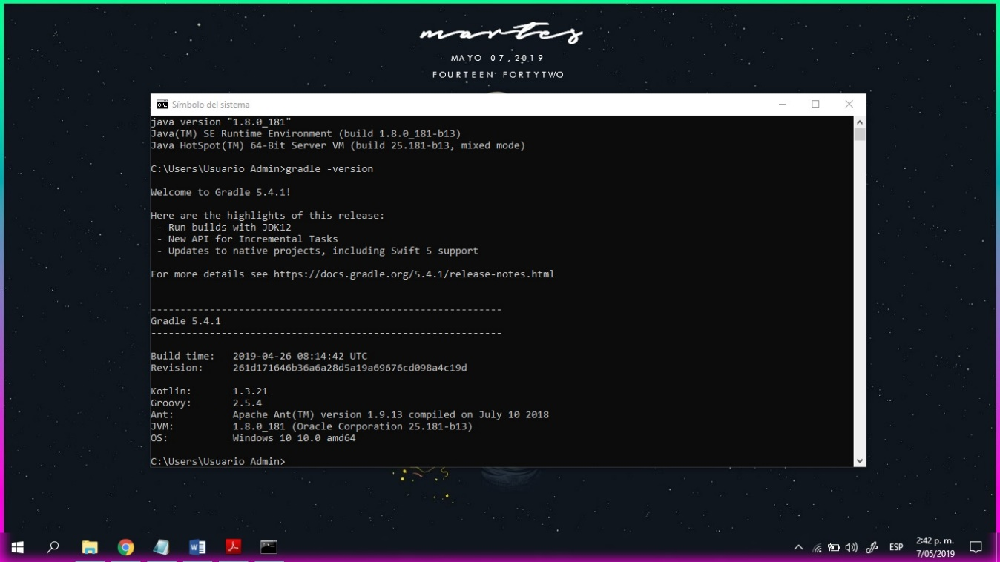 martes
MAYO 07, 2019
FOURTEEN FORTYTWO
Símbolo del sistema
java version "1.8.0_181"
Java(TM) SE Runtime Environment (build 1.8.0_181-b13)
Java HotSpot(TM) 64-Bit Server VM (build 25.181-b13, mixed mode)
C:\Users\Usuario Admin>gradle -version
Welcome to Gradle 5.4.1!
Here are the highlights of this release:
- Run builds with JDK12
- New API for Incremental Tasks
- Updates to native projects, including Swift 5 support
For more details see https://docs.gradle.org/5.4.1/release-notes.html
------------------------------------------------------------
Gradle 5.4.1
------------------------------------------------------------
Build time: 2019-04-26 08:14:42 UTC
Revision: 261d171646b36a6a28d5a19a69676cd098a4c19d
Kotlin: 1.3.21
Groovy: 2.5.4
Ant: Apache Ant(TM) version 1.9.13 compiled on July 10 2018
JVM: 1.8.0_181 (Oracle Corporation 25.181-b13)
OS: Windows 10 10.0 amd64
C:\Users\Usuario Admin>
ESP
2:42 p. m.
7/05/2019